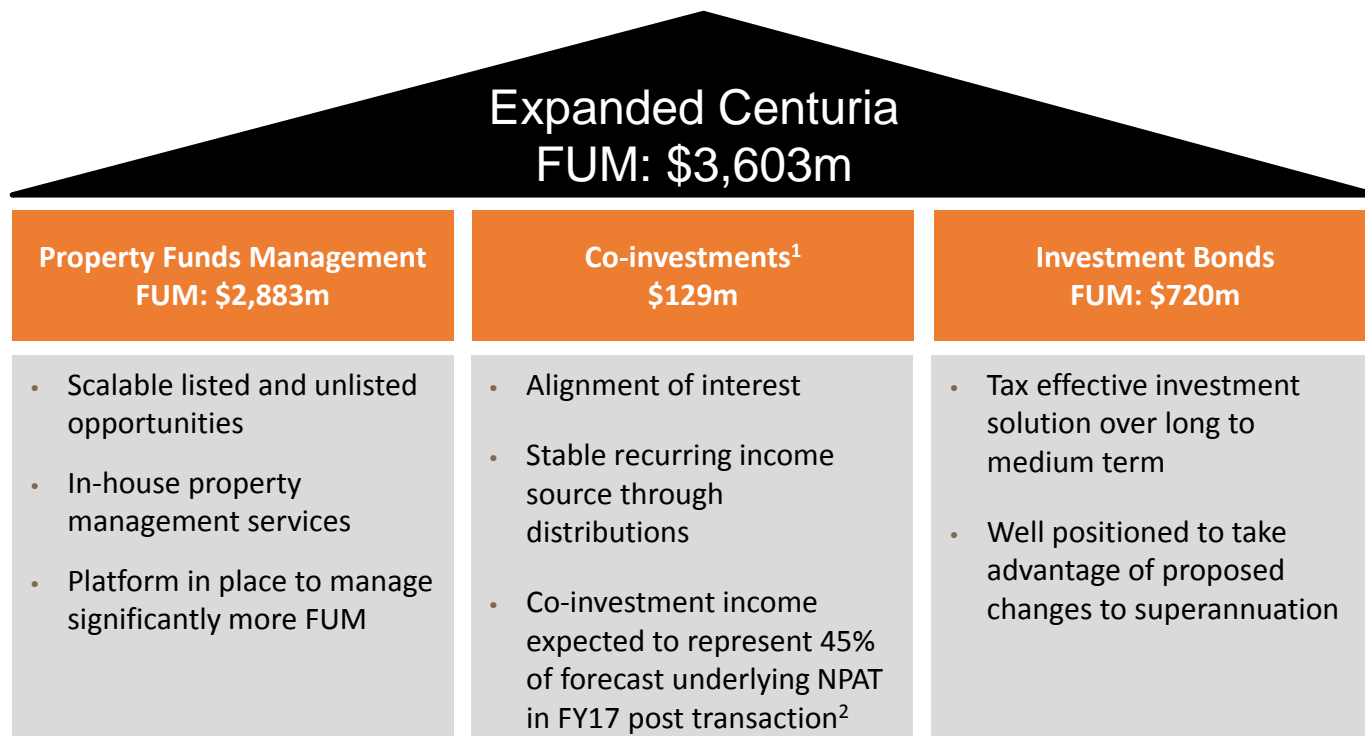 Expanded Centuria
FUM: $3,603m
Property Funds Management
FUM: $2,883m
Co-investments¹
$129m
Investment Bonds
FUM: $720m
• Scalable listed and unlisted
opportunities
• In-house property
management services
• Platform in place to manage
significantly more FUM
• Alignment of interest
• Stable recurring income
source through
distributions
• Co-investment income
expected to represent 45%
of forecast underlying NPAT
in FY17 post transaction²
• Tax effective investment
solution over long to
medium term
• Well positioned to take
advantage of proposed
changes to superannuation